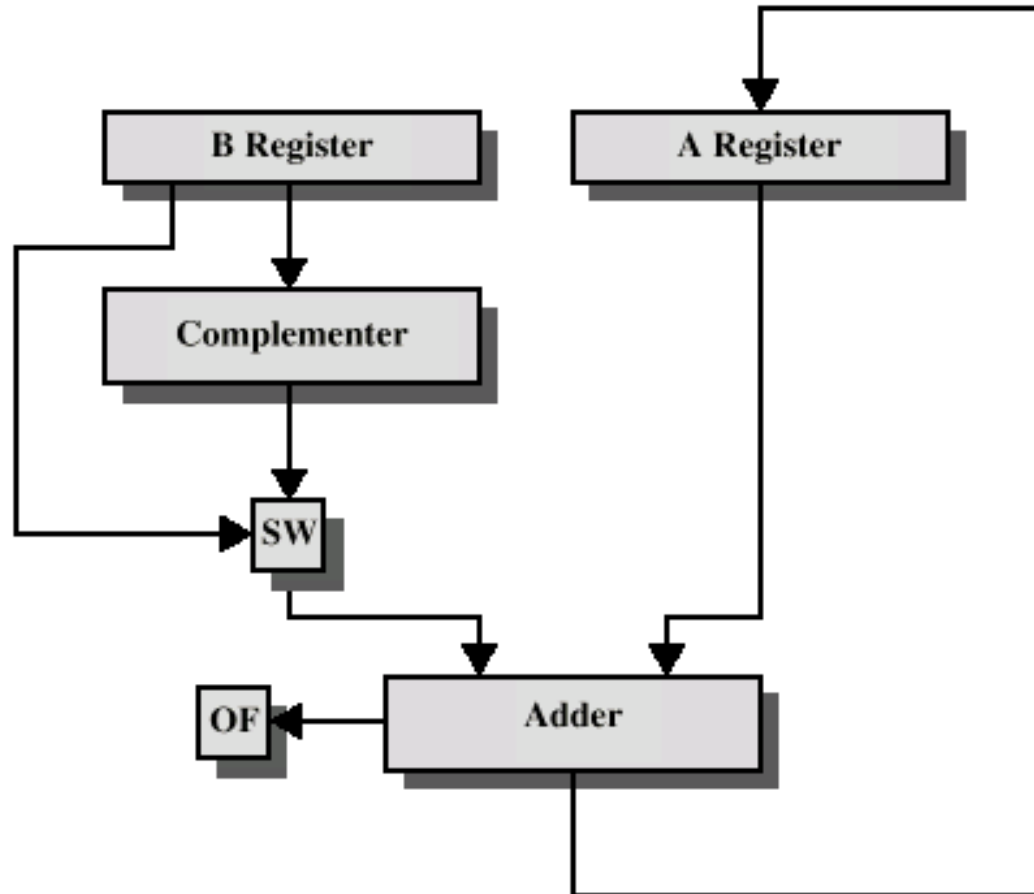 B Register
A Register
Complementer
SW
OF
Adder